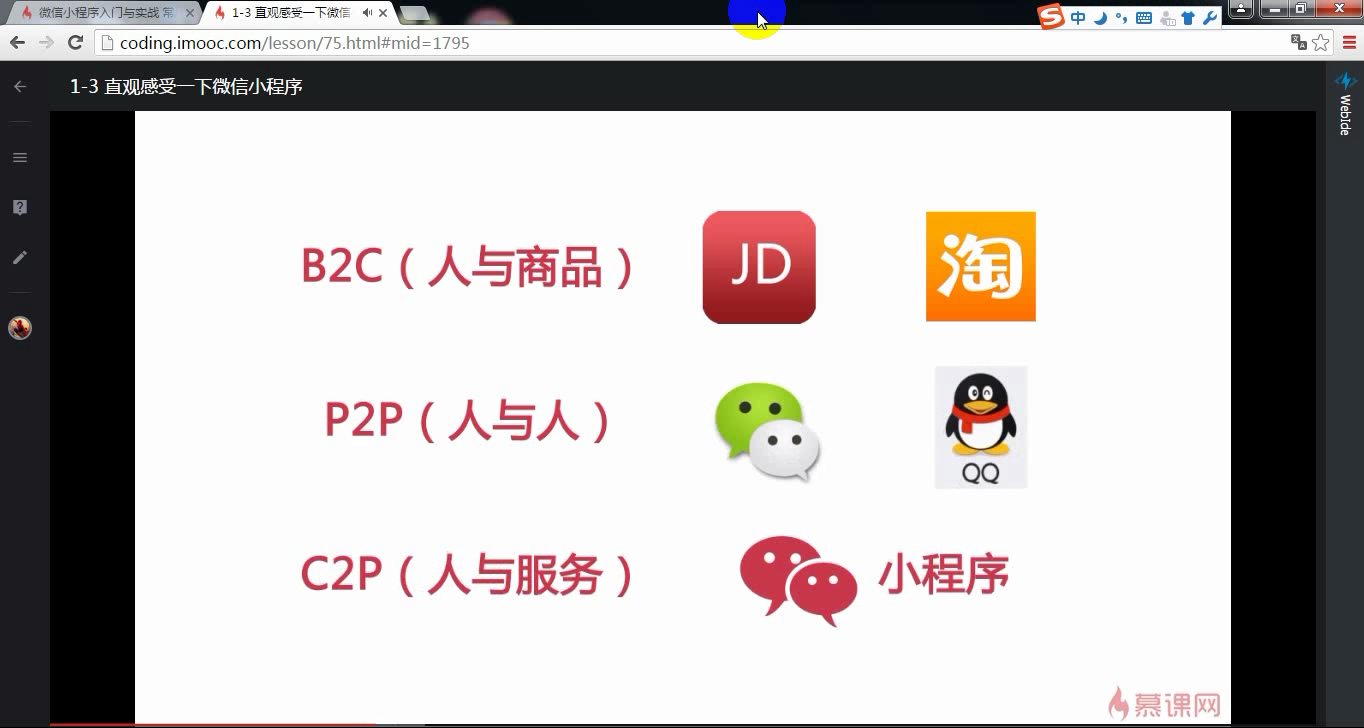 微信小程序入门与实战 常
1-3 直观感受一下微信
中
coding.imooc.com/lesson/75.html#mid=1795
1-3 直观感受一下微信小程序
WebIde
B2C（人与商品）
JD
淘
P2P（人与人）
QQ
C2P（人与服务）
小程序
慕课网